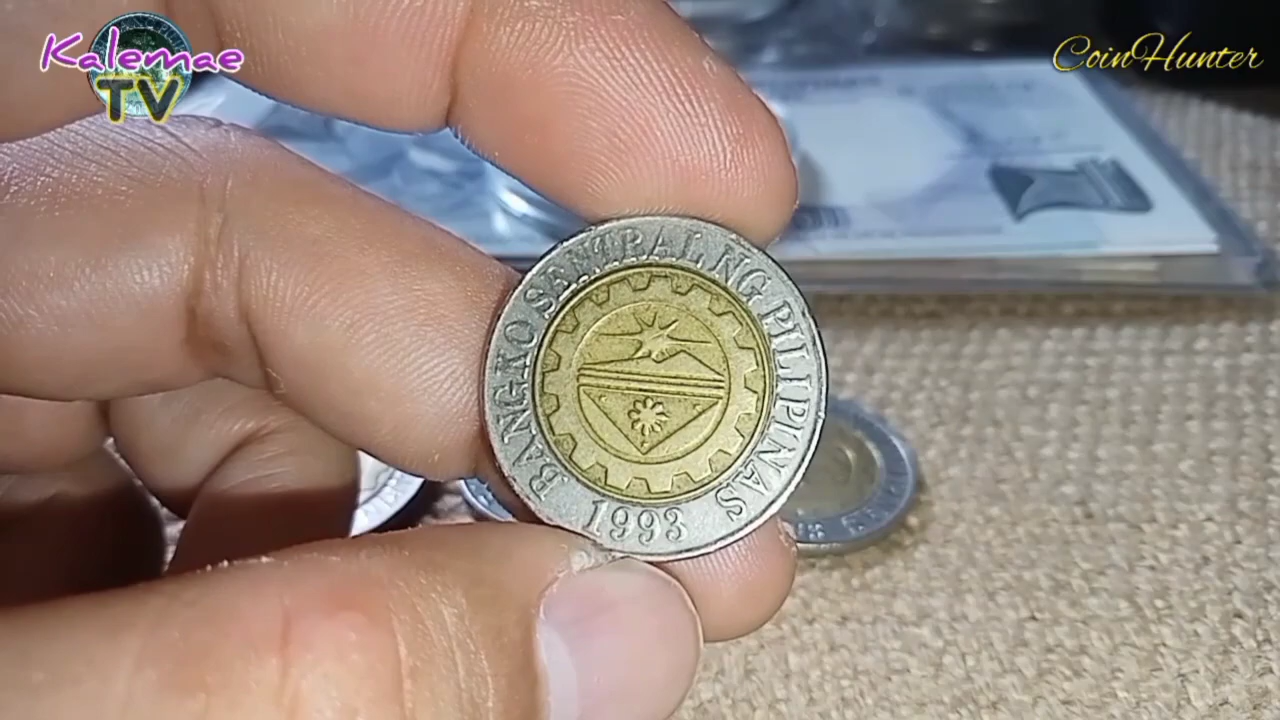 Kalemae
TV
CoinHunter
BANGKO SENTRAL NG PILIPINAS
1993